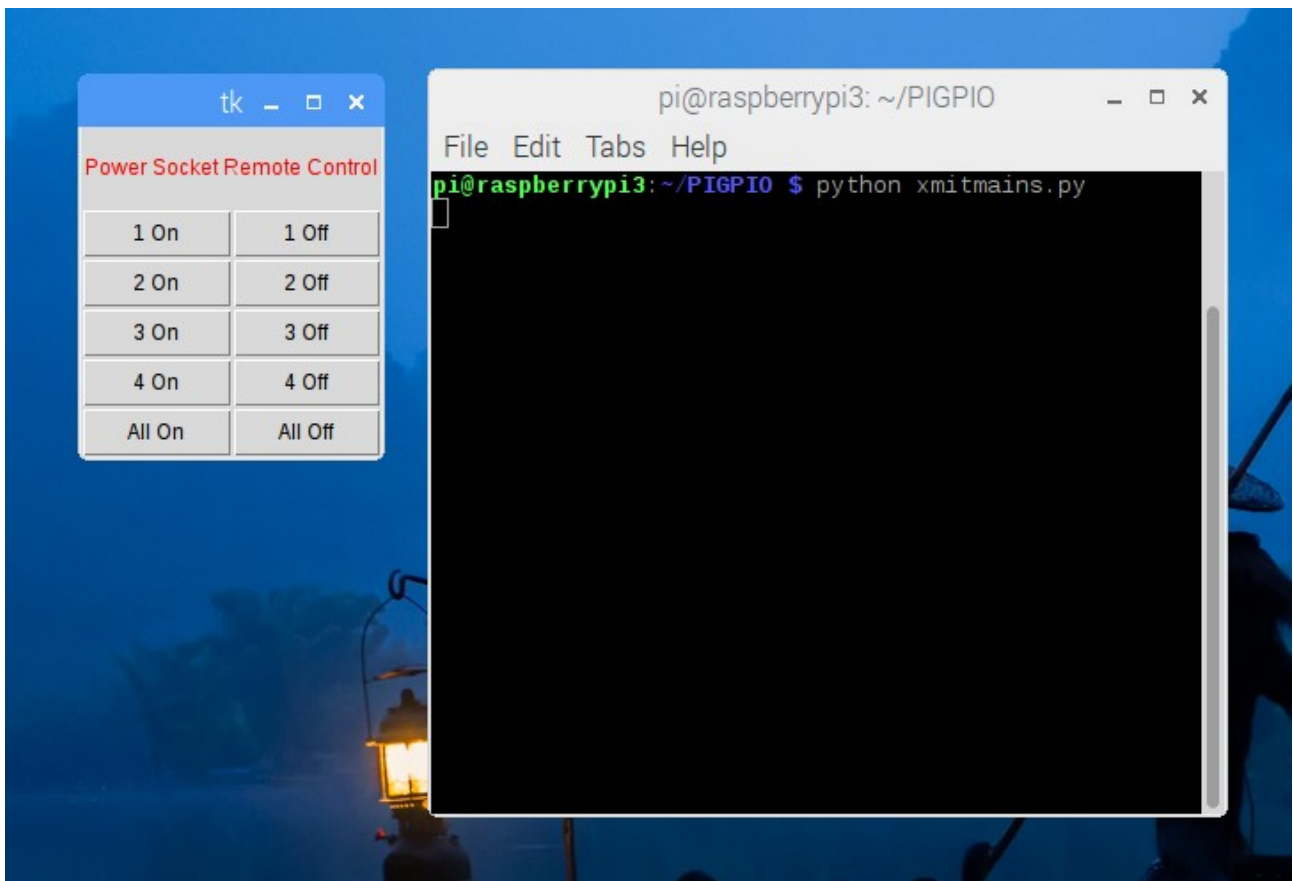 tk
Power Socket Remote Control
1 On 1 Off
2 On 2 Off
3 On 3 Off
4 On 4 Off
All On All Off
pi@raspberrypi3: ~/PIGPIO
File Edit Tabs Help
pi@raspberrypi3:~/PIGPIO $ python xmitmains.py